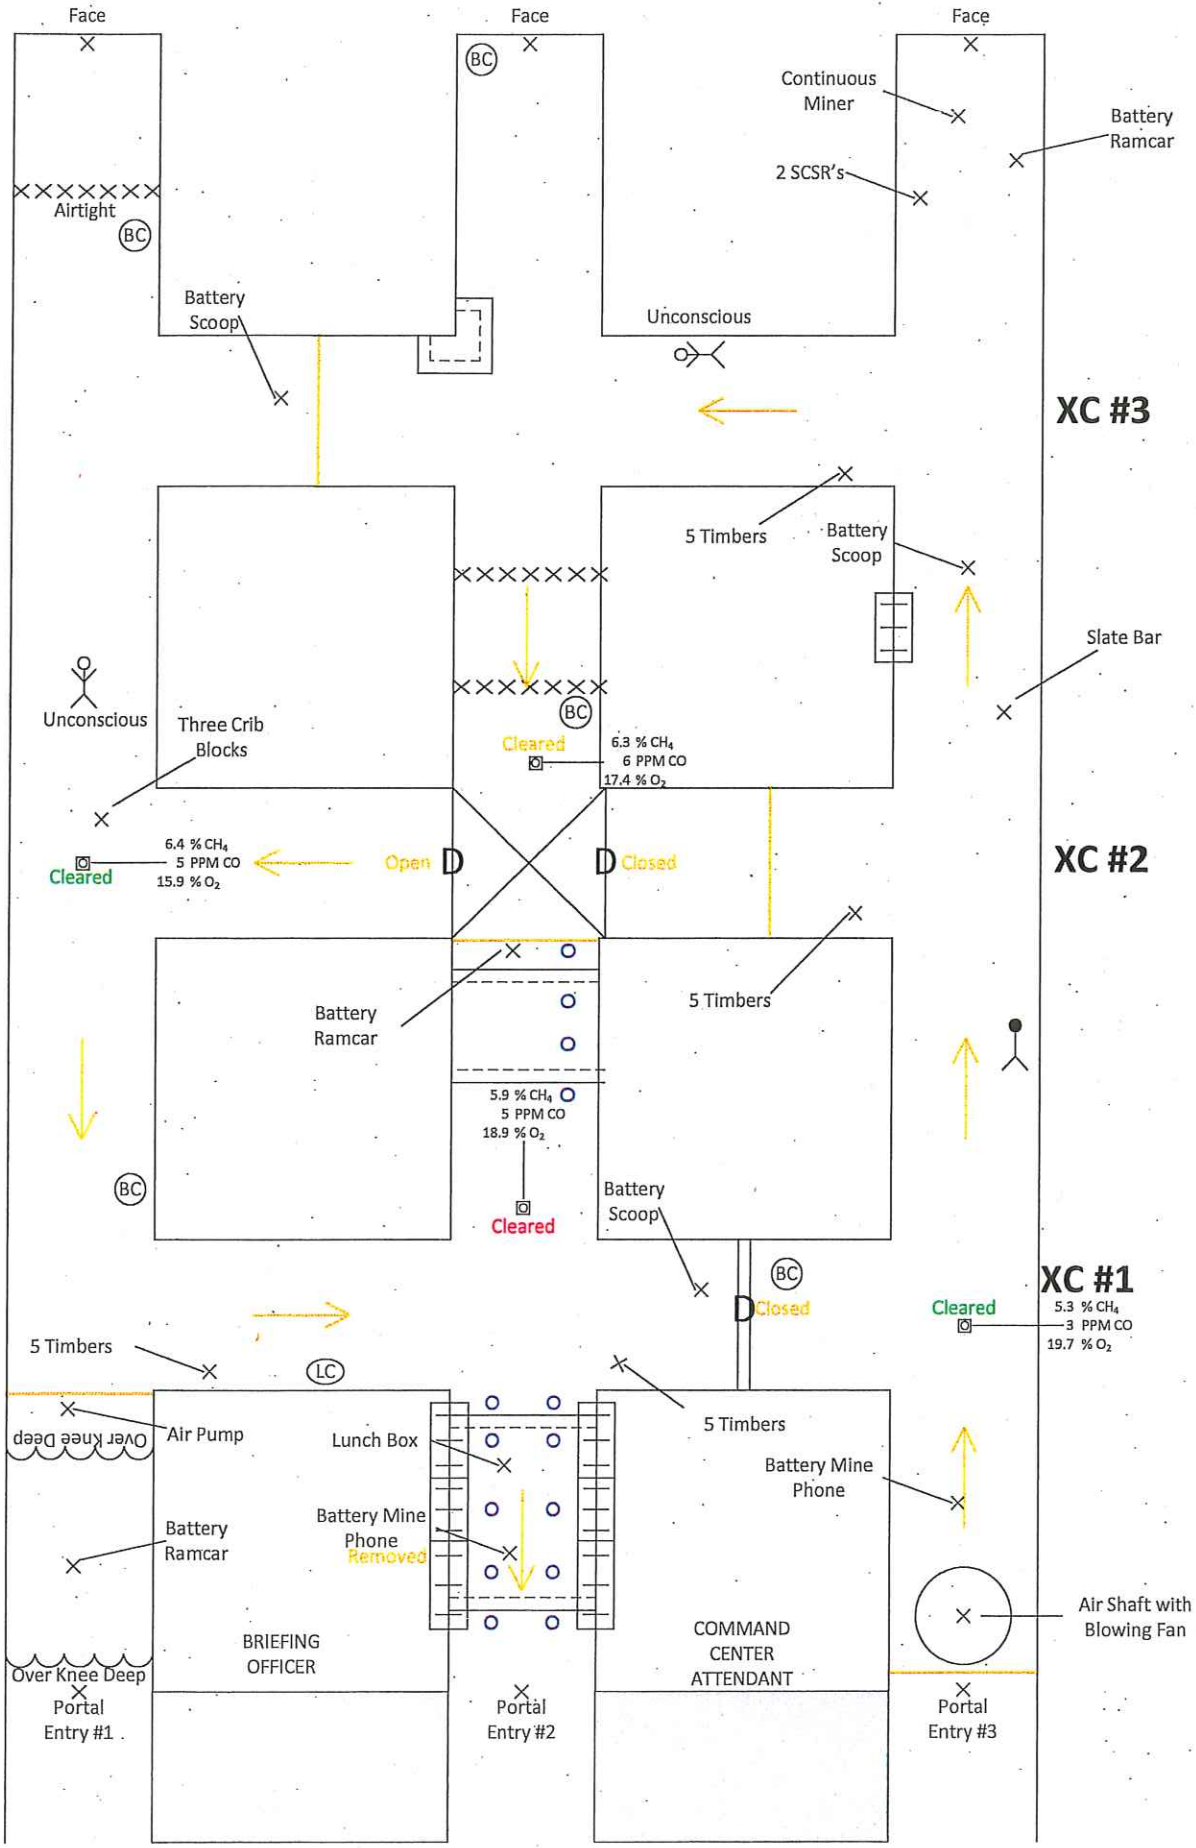 Face
Face
Face
BC
Continuous
Miner
Battery
Ramcar
2 SCSR's
Airtight
BC
Battery
Scoop
Unconscious
XC #3
5 Timbers
Battery
Scoop
Slate Bar
Unconscious
Three Crib
Blocks
BC
Cleared
6.3 % CH₄
6 PPM CO
17.4 % O₂
6.4 % CH₄
5 PPM CO
15.9 % O₂
Cleared
Open D
D Closed
XC #2
Battery
Ramcar
5 Timbers
5.9 % CH₄
5 PPM CO
18.9 % O₂
Cleared
BC
Battery
Scoop
BC
D Closed
XC #1
Cleared
5.3 % CH₄
3 PPM CO
19.7 % O₂
5 Timbers
LC
5 Timbers
Air Pump
Over Knee Deep
Lunch Box
Battery Mine
Phone
Removed
Battery Mine
Phone
Battery
Ramcar
Air Shaft with
Blowing Fan
BRIEFING
OFFICER
COMMAND
CENTER
ATTENDANT
Over Knee Deep
Portal
Entry #1
Portal
Entry #2
Portal
Entry #3